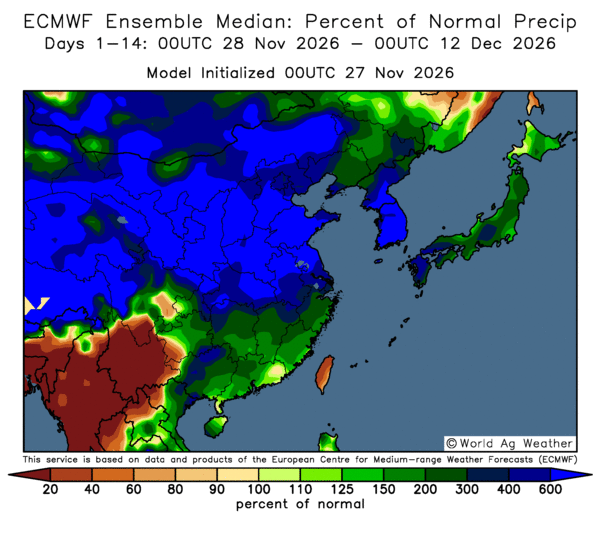 ECMWF Ensemble Median: Percent of Normal Precip
Days 1-14: 00UTC 28 Nov 2026 - 00UTC 12 Dec 2026
Model Initialized 00UTC 27 Nov 2026
© World Ag Weather
This service is based on data and products of the European Centre for Medium-range Weather Forecasts (ECMWF)
20 40 60 80 90 100 110 125 150 200 300 400 600
percent of normal